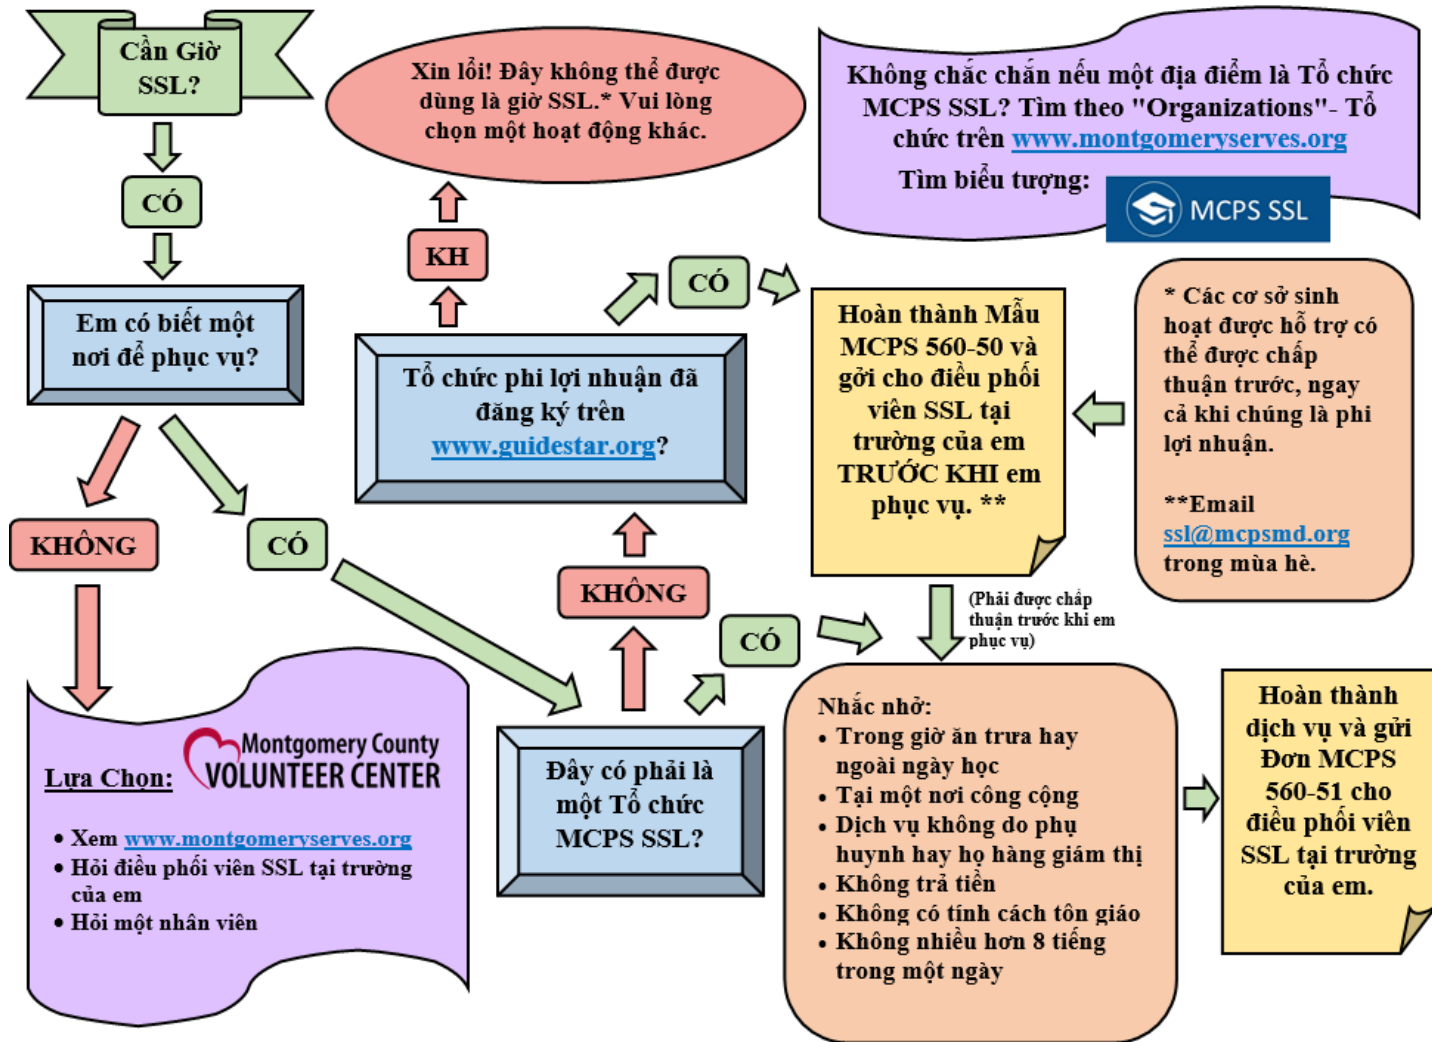 Cần Giờ
SSL?
CÓ
Em có biết một
nơi để phục vụ?
KHÔNG
CÓ
Xin lổi! Đây không thể được
dùng là giờ SSL.* Vui lòng
chọn một hoạt động khác.
KH
Tổ chức phi lợi nhuận đã
đăng ký trên
www.guidestar.org?
CÓ
KHÔNG
CÓ
Đây có phải là
một Tổ chức
MCPS SSL?
Không chắc chắn nếu một địa điểm là Tổ chức
MCPS SSL? Tìm theo "Organizations"- Tổ
chức trên www.montgomeryserves.org
Tìm biểu tượng:
MCPS SSL
Hoàn thành Mẫu
MCPS 560-50 và
gởi cho điều phối
viên SSL tại
trường của em
TRƯỚC KHI em
phục vụ. **
* Các cơ sở sinh
hoạt được hỗ trợ có
thể được chấp
thuận trước, ngay
cả khi chúng là phi
lợi nhuận.
**Email
ssl@mcpsmd.org
trong mùa hè.
(Phải được chấp
thuận trước khi em
phục vụ)
Montgomery County
VOLUNTEER CENTER
Lựa Chọn:
• Xem www.montgomeryserves.org
• Hỏi điều phối viên SSL tại trường
của em
• Hỏi một nhân viên
Nhắc nhở:
• Trong giờ ăn trưa hay
ngoài ngày học
• Tại một nơi công cộng
• Dịch vụ không do phụ
huynh hay họ hàng giám thị
• Không trả tiền
• Không có tính cách tôn giáo
• Không nhiều hơn 8 tiếng
trong một ngày
Hoàn thành
dịch vụ và gửi
Đơn MCPS
560-51 cho
điều phối viên
SSL tại trường
của em.